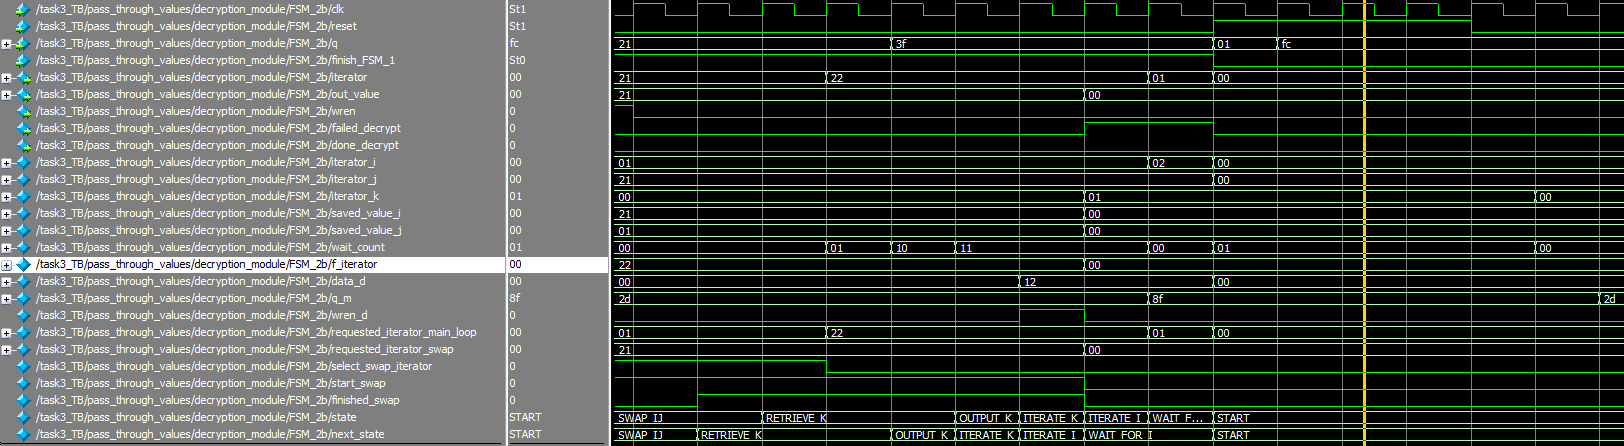 /task3_TB/pass_through_values/decryption_module/FSM_2b/clk St1
/task3_TB/pass_through_values/decryption_module/FSM_2b/reset St1
/task3_TB/pass_through_values/decryption_module/FSM_2b/q fc 21 3f 01 fc
/task3_TB/pass_through_values/decryption_module/FSM_2b/finish_FSM_1 St0
/task3_TB/pass_through_values/decryption_module/FSM_2b/iterator 00 21 22 01 00
/task3_TB/pass_through_values/decryption_module/FSM_2b/out_value 00 21 00
/task3_TB/pass_through_values/decryption_module/FSM_2b/wren 0
/task3_TB/pass_through_values/decryption_module/FSM_2b/failed_decrypt 0
/task3_TB/pass_through_values/decryption_module/FSM_2b/done_decrypt 0
/task3_TB/pass_through_values/decryption_module/FSM_2b/iterator_i 00 01 02 00
/task3_TB/pass_through_values/decryption_module/FSM_2b/iterator_j 00 21 00
/task3_TB/pass_through_values/decryption_module/FSM_2b/iterator_k 01 00 01 00
/task3_TB/pass_through_values/decryption_module/FSM_2b/saved_value_i 00 21 00
/task3_TB/pass_through_values/decryption_module/FSM_2b/saved_value_j 00 01 00
/task3_TB/pass_through_values/decryption_module/FSM_2b/wait_count 01 00 01 10 11 00 01 00
/task3_TB/pass_through_values/decryption_module/FSM_2b/f_iterator 00 22 00
/task3_TB/pass_through_values/decryption_module/FSM_2b/data_d 00 00 12 00
/task3_TB/pass_through_values/decryption_module/FSM_2b/q_m 8f 2d 8f 2d
/task3_TB/pass_through_values/decryption_module/FSM_2b/wren_d 0
/task3_TB/pass_through_values/decryption_module/FSM_2b/requested_iterator_main_loop 00 01 22 01 00
/task3_TB/pass_through_values/decryption_module/FSM_2b/requested_iterator_swap 00 21 00
/task3_TB/pass_through_values/decryption_module/FSM_2b/select_swap_iterator 0
/task3_TB/pass_through_values/decryption_module/FSM_2b/start_swap 0
/task3_TB/pass_through_values/decryption_module/FSM_2b/finished_swap 0
/task3_TB/pass_through_values/decryption_module/FSM_2b/state START SWAP_IJ RETRIEVE_K OUTPUT_K ITERATE_K ITERATE_I WAIT_F... START
/task3_TB/pass_through_values/decryption_module/FSM_2b/next_state START SWAP_IJ RETRIEVE_K OUTPUT_K ITERATE_K ITERATE_I WAIT_FOR_I START